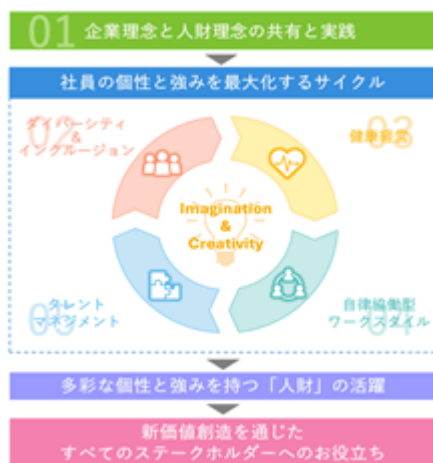 01 企業理念と人財理念の共有と実践
社員の個性と強みを最大化するサイクル
02
ダイバーシティ
&
インクルージョン
03
健康経営
Imagination
&
Creativity
05
タレント
マネジメント
04
自律協働型
ワークスタイル
多彩な個性と強みを持つ「人財」の活躍
新価値創造を通じた
すべてのステークホルダーへのお役立ち